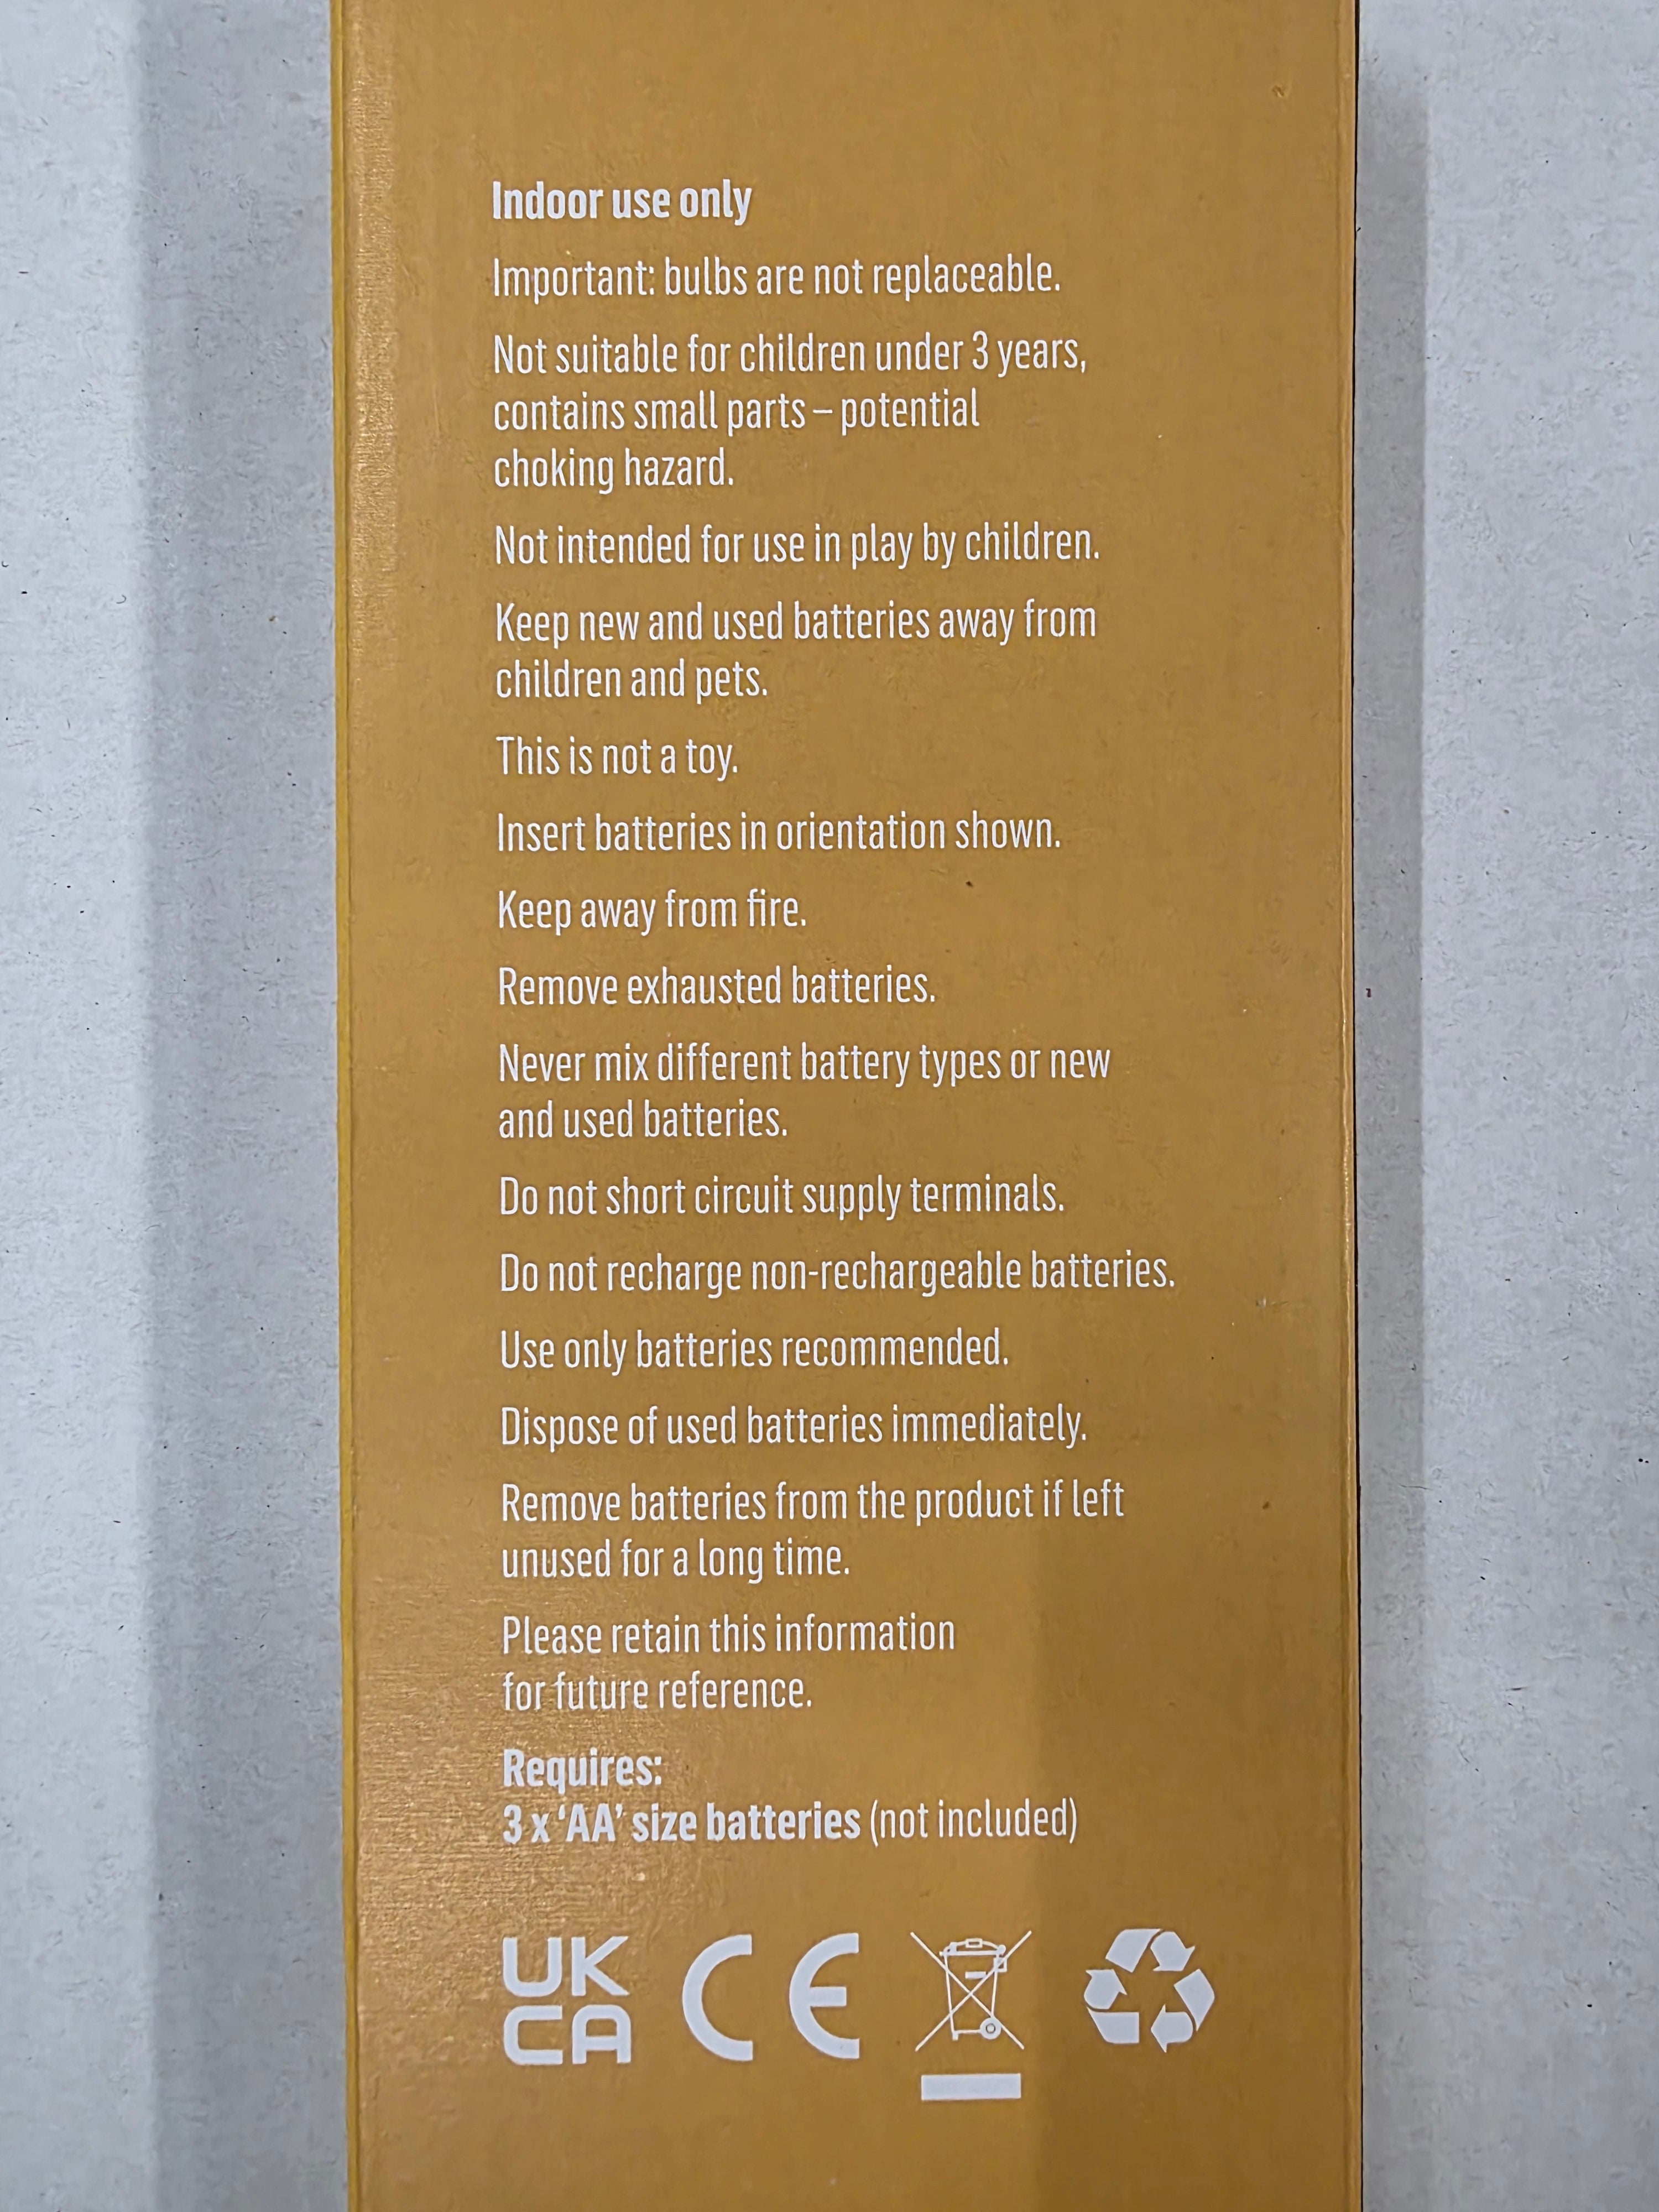 Indoor use only
Important: bulbs are not replaceable.
Not suitable for children under 3 years,
contains small parts – potential
choking hazard.
Not intended for use in play by children.
Keep new and used batteries away from
children and pets.
This is not a toy.
Insert batteries in orientation shown.
Keep away from fire.
Remove exhausted batteries.
Never mix different battery types or new
and used batteries.
Do not short circuit supply terminals.
Do not recharge non-rechargeable batteries.
Use only batteries recommended.
Dispose of used batteries immediately.
Remove batteries from the product if left
unused for a long time.
Please retain this information
for future reference.
Requires:
3 x ‘AA’ size batteries (not included)
UK
CA
CE